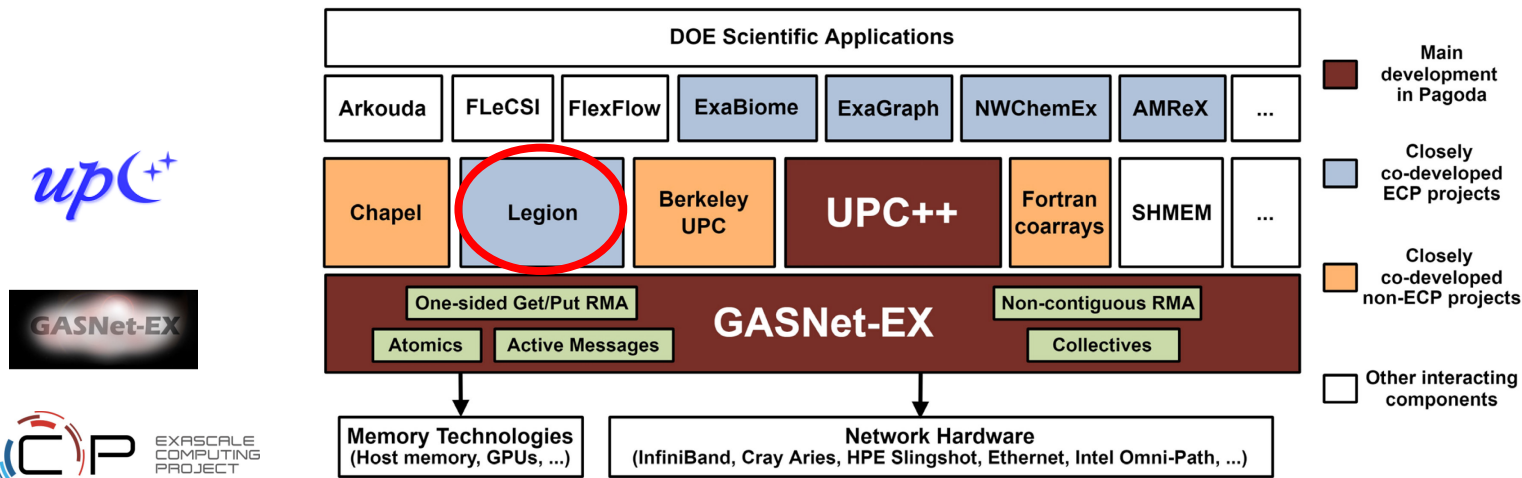 DOE Scientific Applications
Arkouda
FLeCSI
FlexFlow
ExaBiome
ExaGraph
NWChemEx
AMReX
...
Chapel
Legion
Berkeley
UPC
UPC++
Fortran
coarrays
SHMEM
...
One-sided Get/Put RMA
Atomics
Active Messages
GASNet-EX
Non-contiguous RMA
Collectives
Memory Technologies
(Host memory, GPUs, ...)
Network Hardware
(InfiniBand, Cray Aries, HPE Slingshot, Ethernet, Intel Omni-Path, ...)
Main
development
in Pagoda
Closely
co-developed
ECP projects
Closely
co-developed
non-ECP projects
Other interacting
components
upc++
GASNet-EX
ECP
EXASCALE
COMPUTING
PROJECT